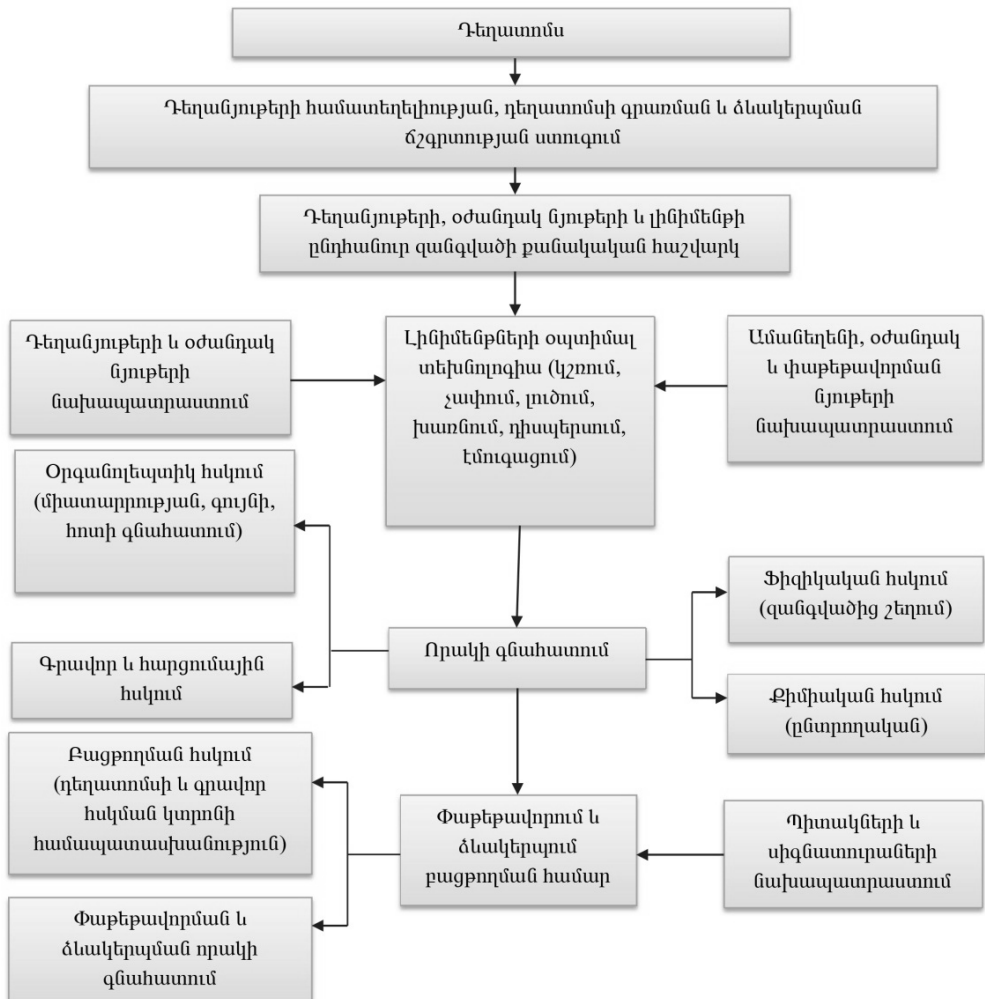 Դեղատոմս
Դեղանյութերի համատեղելիության, դեղատոմսի գրառման և ձևակերպման
ճշգրտության ստուգում
Դեղանյութերի, օժանդակ նյութերի և լինիմենթի
ընդհանուր զանգվածի քանակական հաշվարկ
Դեղանյութերի և օժանդակ
նյութերի
նախապատրաստում
Լինիմենթների օպտիմալ
տեխնոլոգիա (կշռում,
չափում, լուծում,
խառնում, դիսպերսում,
էմուգացում)
Ամանեղենի, օժանդակ
և փաթեթավորման
նյութերի
նախապատրաստում
Օրգանոլեպտիկ հսկում
(միատարրության, գույնի,
հոտի գնահատում)
Գրավոր և հարցումային
հսկում
Որակի գնահատում
Ֆիզիկական հսկում
(զանգվածից շեղում)
Քիմիական հսկում
(ընտրողական)
Բացթողման հսկում
(դեղատոմսի և գրավոր
հսկման կտրոնի
համապատասխանություն)
Փաթեթավորում և
ձևակերպում
բացթողման համար
Պիտակների և
սիգնատուրաների
նախապատրաստում
Փաթեթավորման և
ձևակերպման որակի
գնահատում